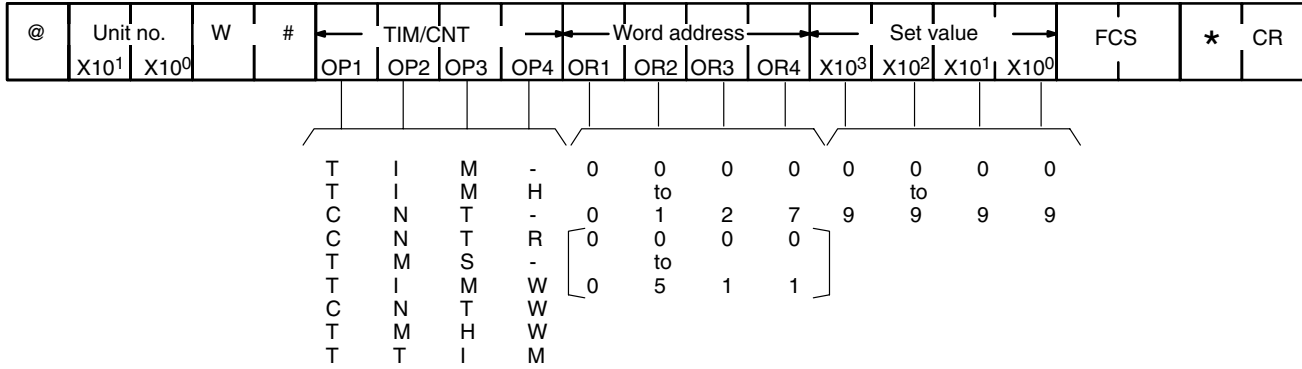 @ Unit no. W # TIM/CNT Word address Set value FCS * CR
X10¹ X10⁰ OP1 OP2 OP3 OP4 OR1 OR2 OR3 OR4 X10³ X10² X10¹ X10⁰
T I M - 0 0 0 0 0 0 0 0
T I M H to to
C N T - 0 1 2 7 9 9 9 9
C N T R 0 0 0 0
T M S - to
T I M W 0 5 1 1
C N T W
T M H W
T T I M